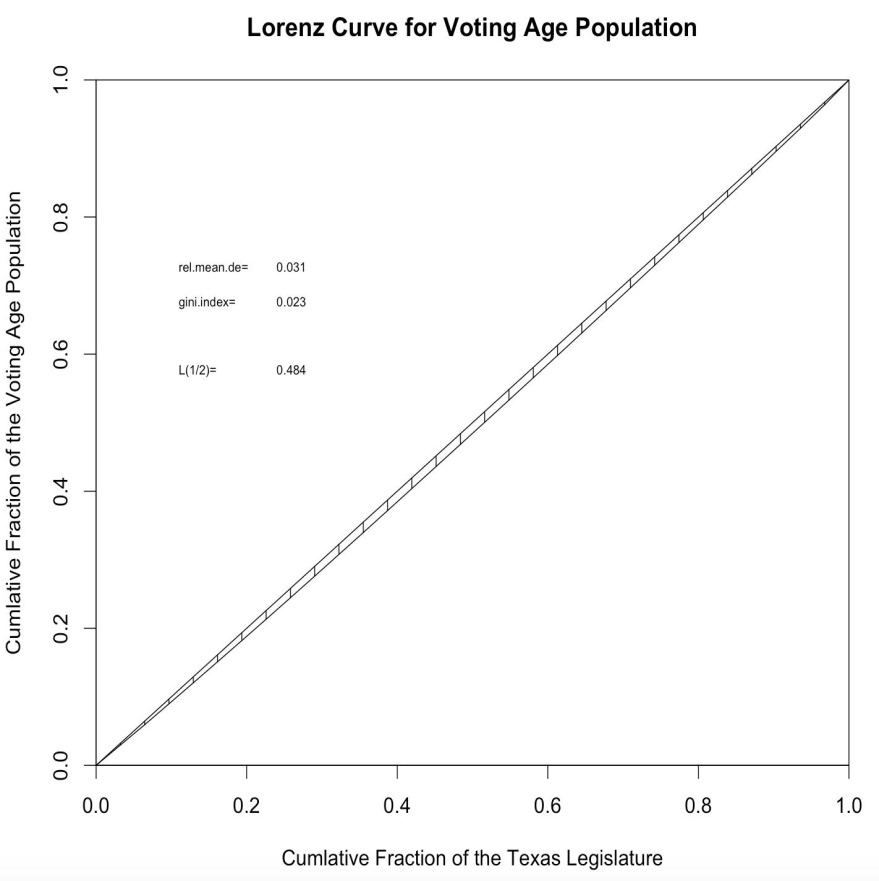 Lorenz Curve for Voting Age Population
Cumlative Fraction of the Voting Age Population
1.0
0.8
0.6
0.4
0.2
0.0
rel.mean.de= 0.031
gini.index= 0.023
L(1/2)= 0.484
0.0 0.2 0.4 0.6 0.8 1.0
Cumlative Fraction of the Texas Legislature